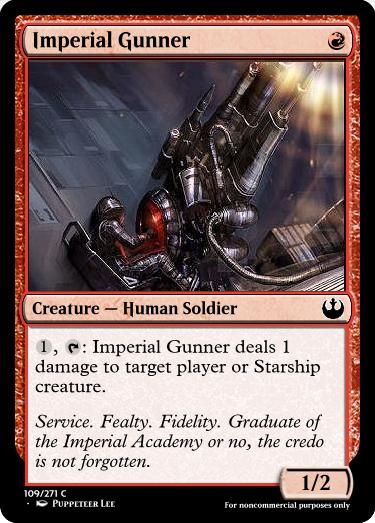 Imperial Gunner
Creature — Human Soldier
1, : Imperial Gunner deals 1
damage to target player or Starship
creature.
Service. Fealty. Fidelity. Graduate of
the Imperial Academy or no, the credo
is not forgotten.
1/2
109/271 C
· Puppeteer Lee
For noncommercial purposes only